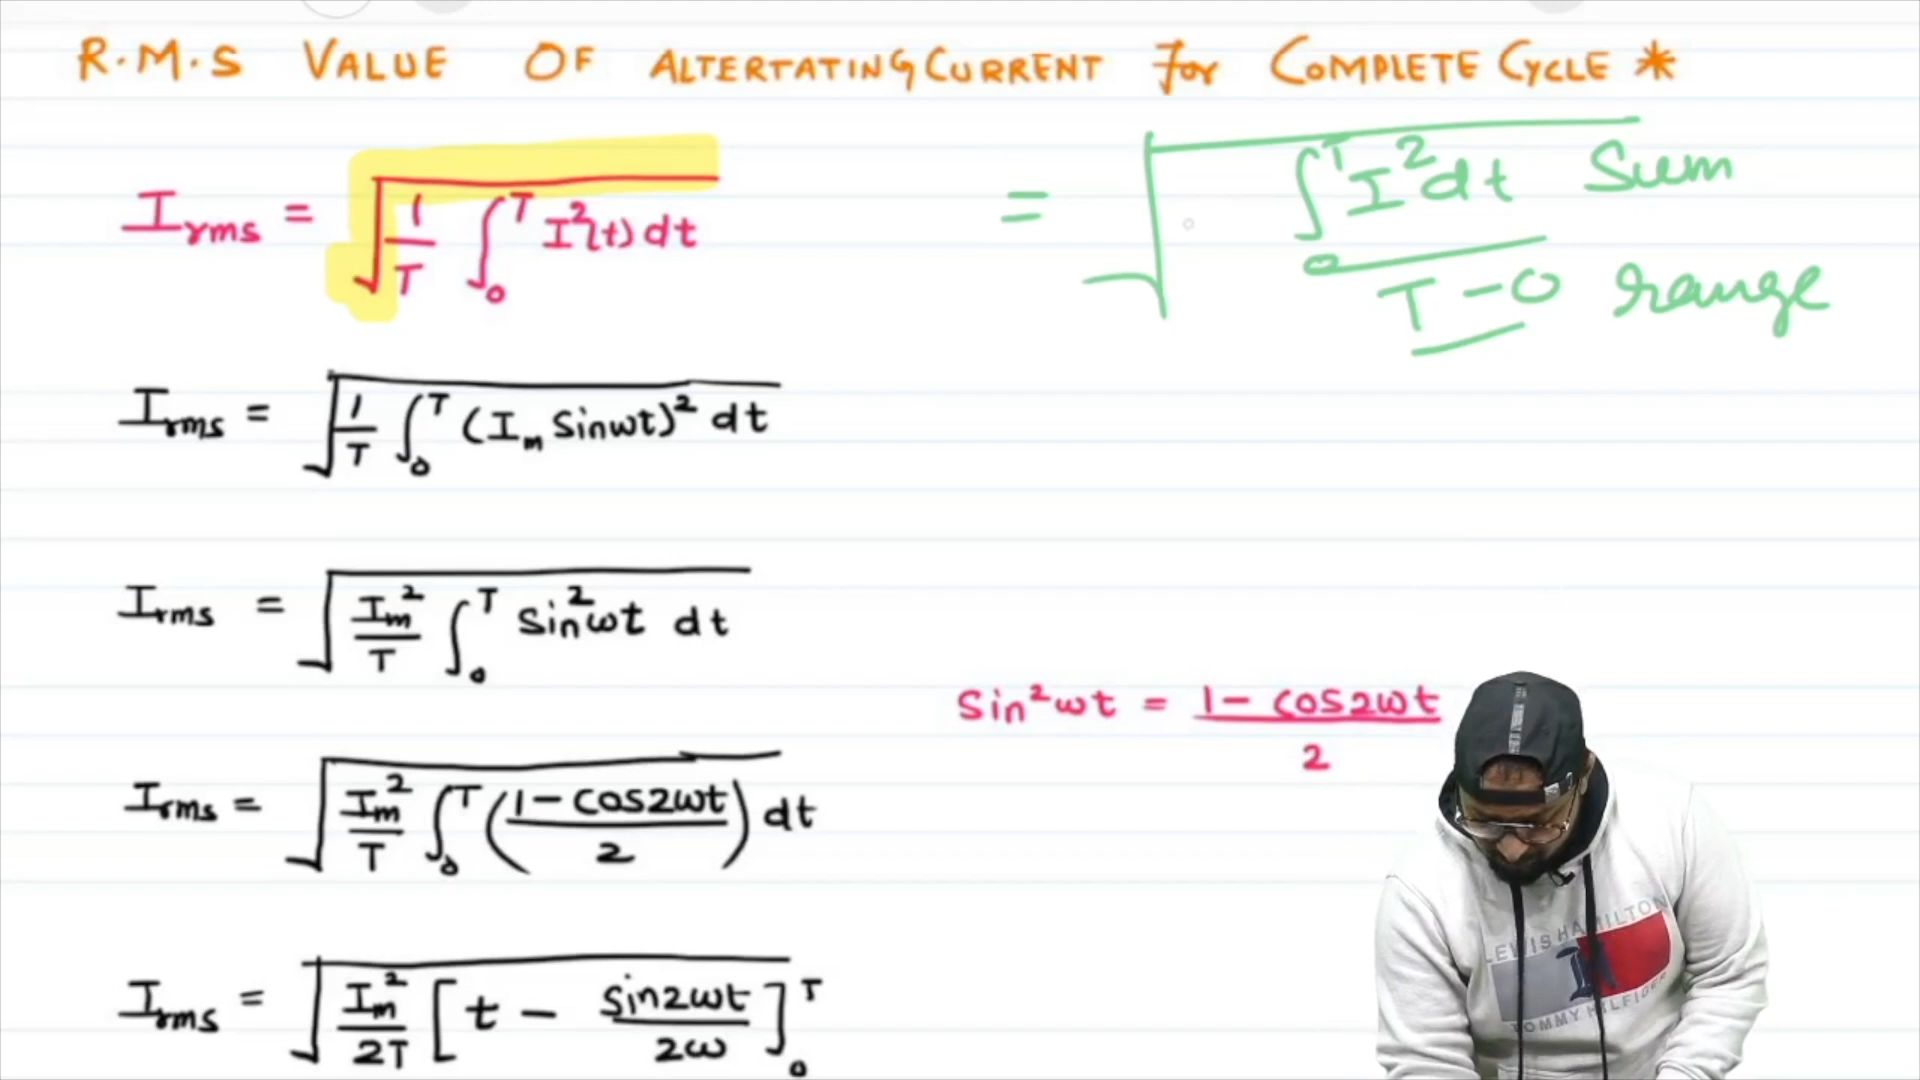 R.M.S VALUE OF ALTERTATING CURRENT for COMPLETE CYCLE *
Irms = √(1/T ∫₀ᵀ I²(t) dt)
= √(∫₀ᵀ I² dt / T - 0) Sum range
Irms = √(1/T ∫₀ᵀ (Im Sinωt)² dt)
Irms = √(Im²/T ∫₀ᵀ Sin²ωt dt)
Sin²ωt = 1 - cos2ωt / 2
Irms = √(Im²/T ∫₀ᵀ (1 - cos2ωt / 2) dt)
Irms = √(Im²/2T [t - sin2ωt / 2ω]₀ᵀ)
LEWIS HAMILTON
TOMMY HILFIGER